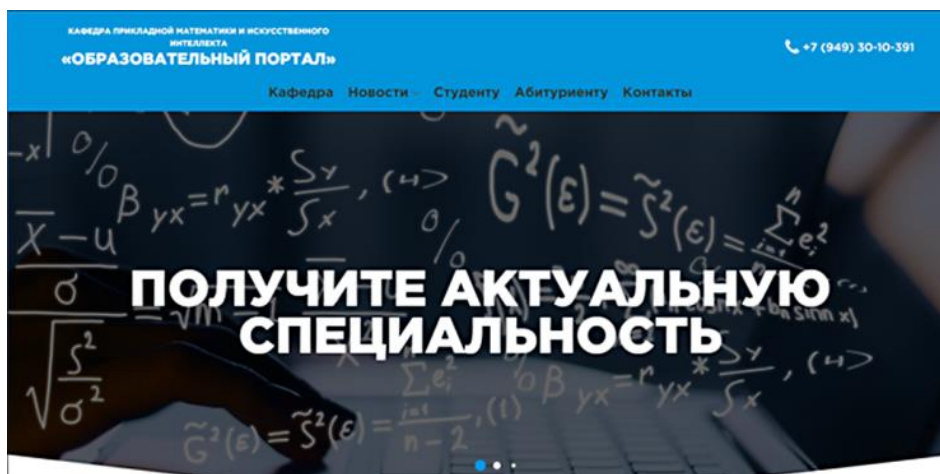 КАФЕДРА ПРИКЛАДНОЙ МАТЕМАТИКИ И ИСКУССТВЕННОГО
ИНТЕЛЛЕКТА
«ОБРАЗОВАТЕЛЬНЫЙ ПОРТАЛ»
+7 (949) 30-10-391
Кафедра Новости Студенту Абитуриенту Контакты
ПОЛУЧИТЕ АКТУАЛЬНУЮ
СПЕЦИАЛЬНОСТЬ